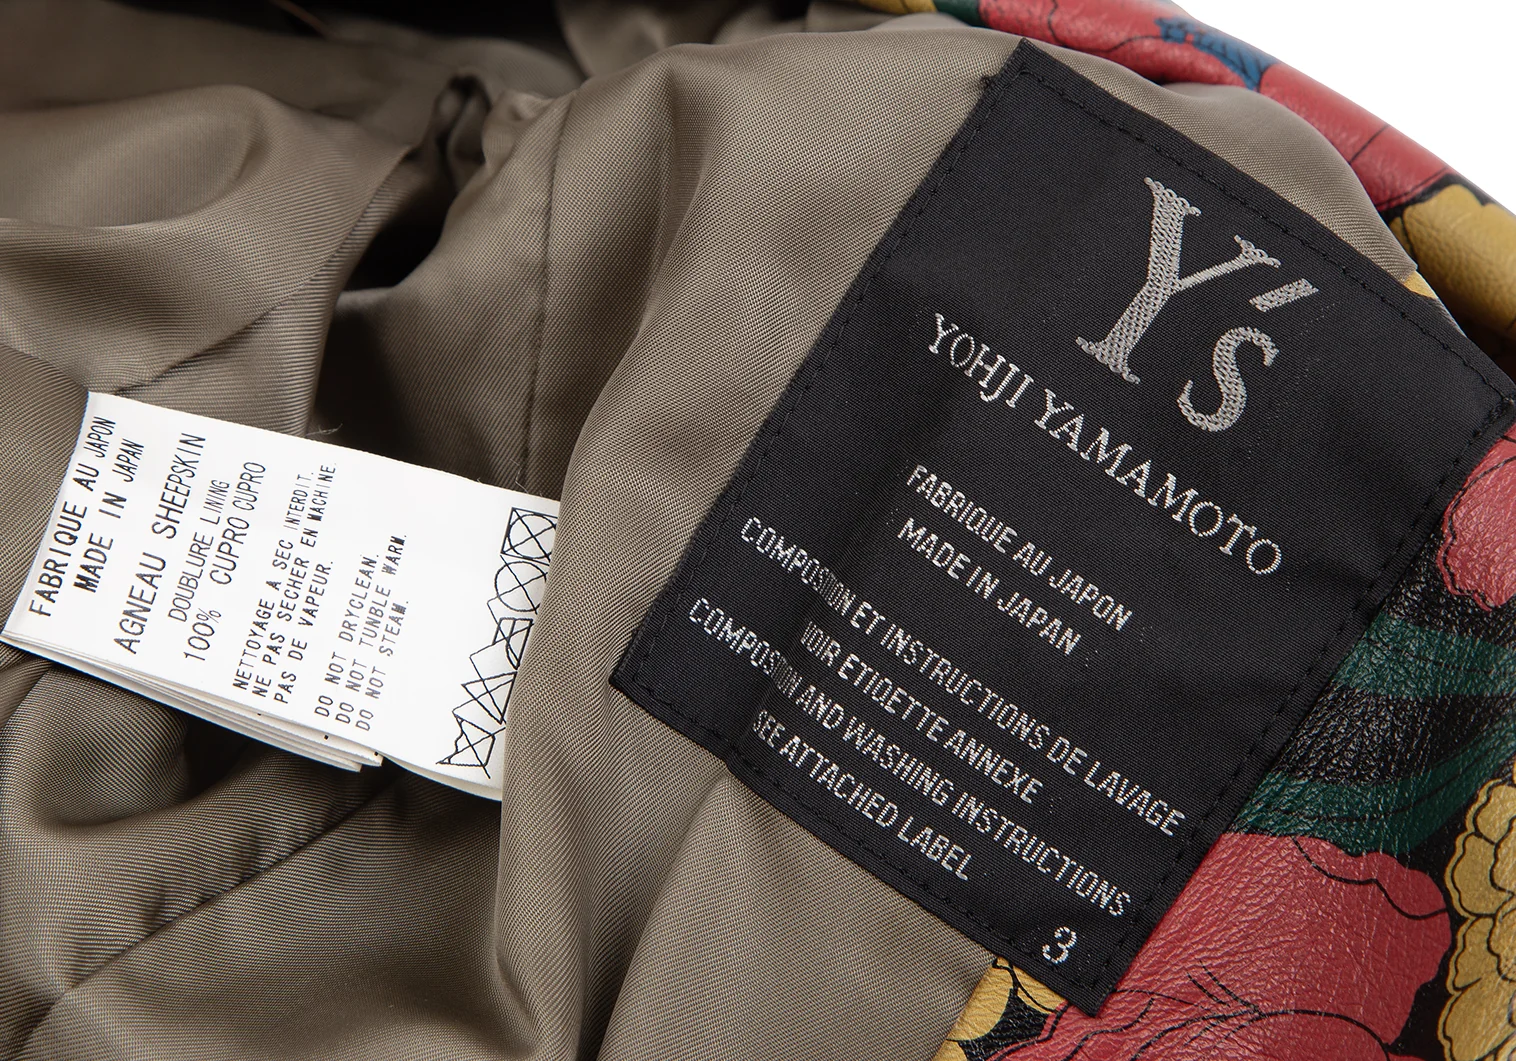 FABRIQUE AU JAPON
MADE IN JAPAN
AGNEAU SHEEPSKIN
DOUBLURE LINING
100% CUPRO CUPRO
NETTOYAGE A SEC INTERDIT.
NE PAS SECHER EN MACHINE.
PAS DE VAPEUR.
DO NOT DRYCLEAN.
DO NOT TUNBLE WARM.
DO NOT STEAM.
Y's
YOHJI YAMAMOTO
FABRIQUE AU JAPON
MADE IN JAPAN
COMPOSITION ET INSTRUCTIONS DE LAVAGE
VOIR ETIQETTE ANNEXE
COMPOSITION AND WASHING INSTRUCTIONS
SEE ATTACHED LABEL
3